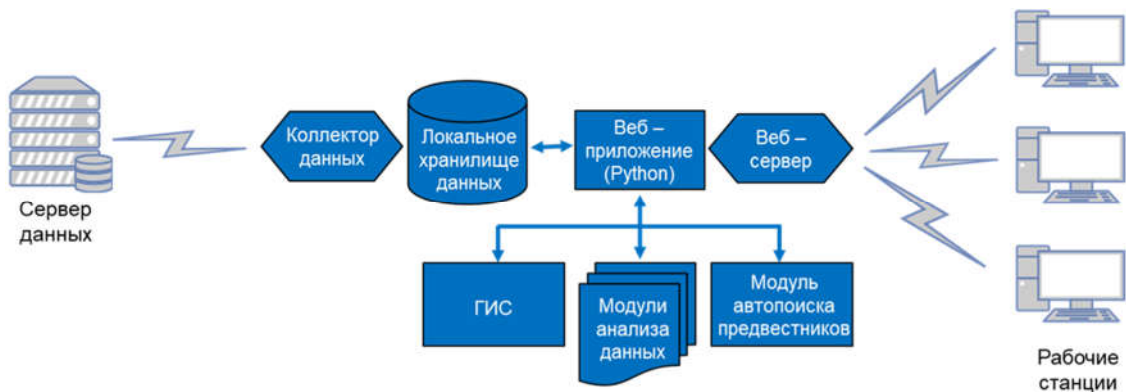 Сервер
данных
Коллектор
данных
Локальное
хранилище
данных
Веб –
приложение
(Python)
Веб –
сервер
ГИС
Модули
анализа
данных
Модуль
автопоиска
предвестников
Рабочие
станции